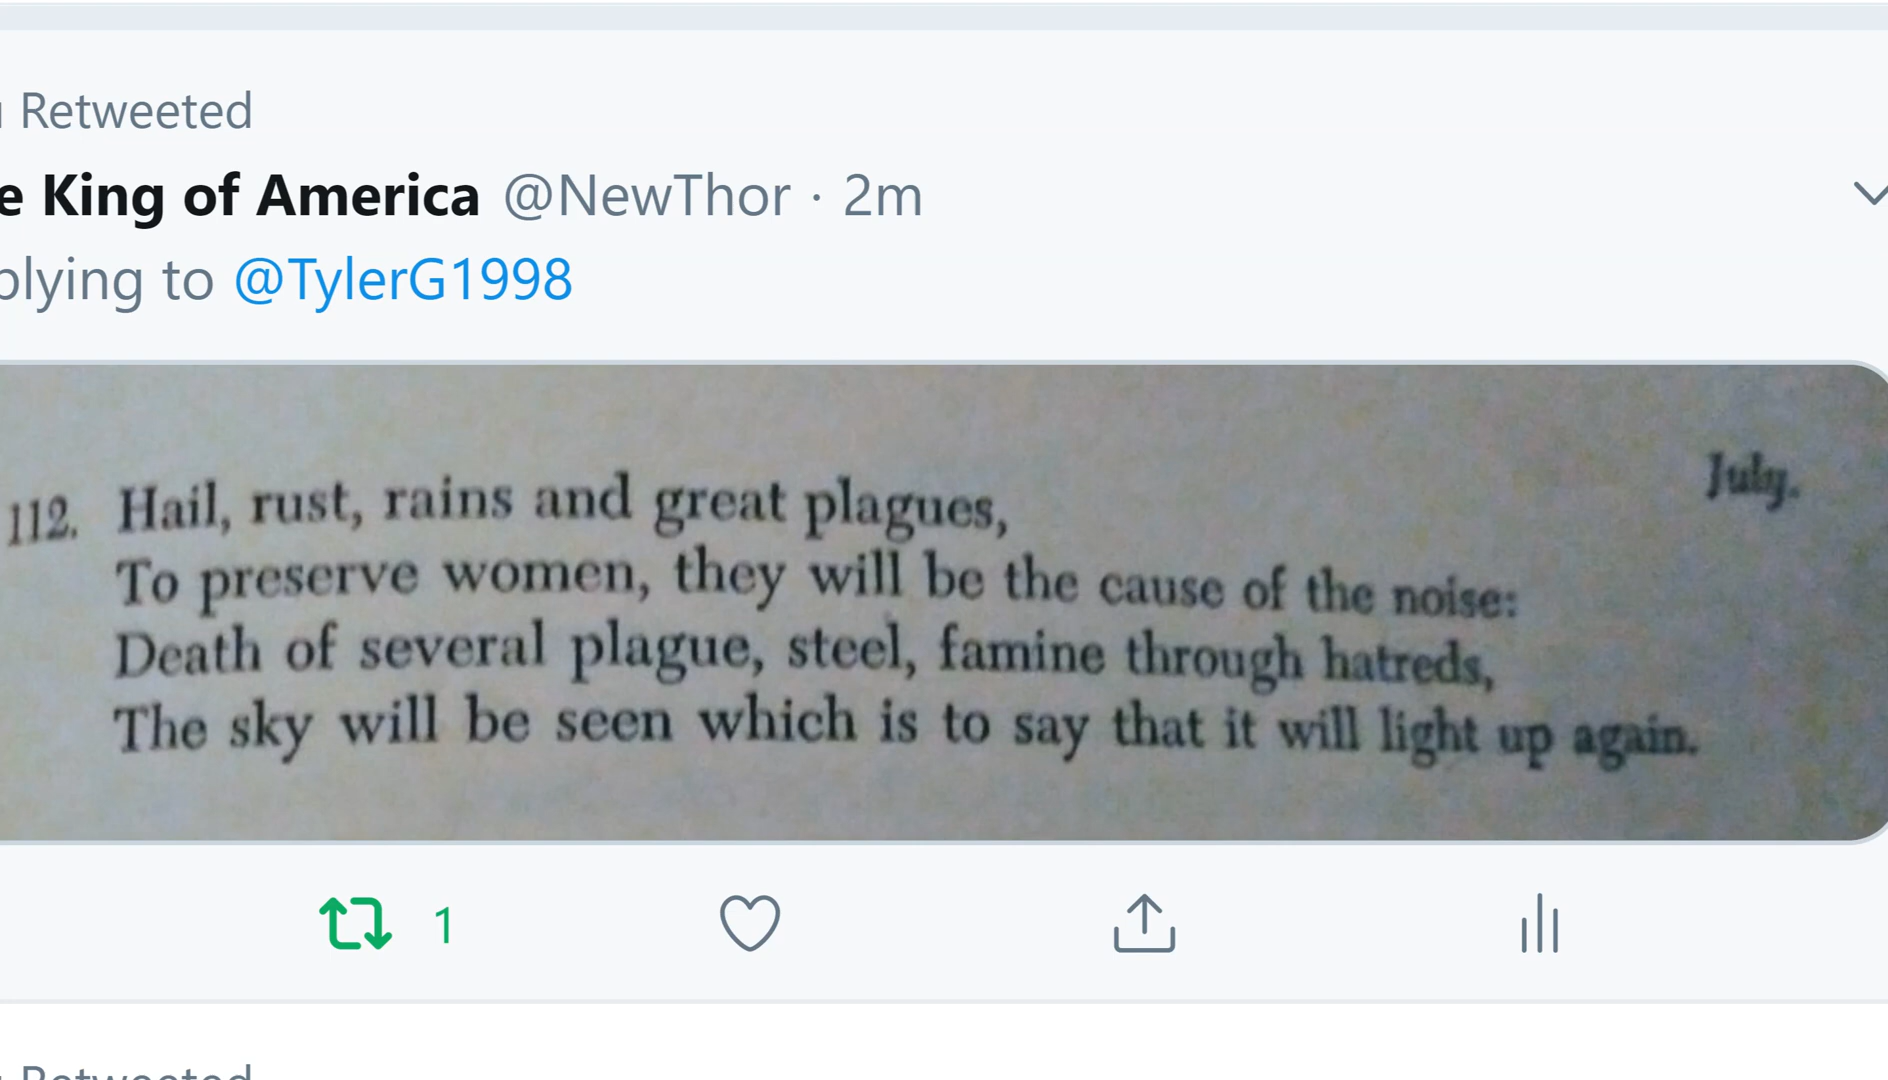 Retweeted
e King of America @NewThor · 2m
plying to @TylerG1998
July.
112. Hail, rust, rains and great plagues,
To preserve women, they will be the cause of the noise:
Death of several plague, steel, famine through hatreds,
The sky will be seen which is to say that it will light up again.
1
Retweeted